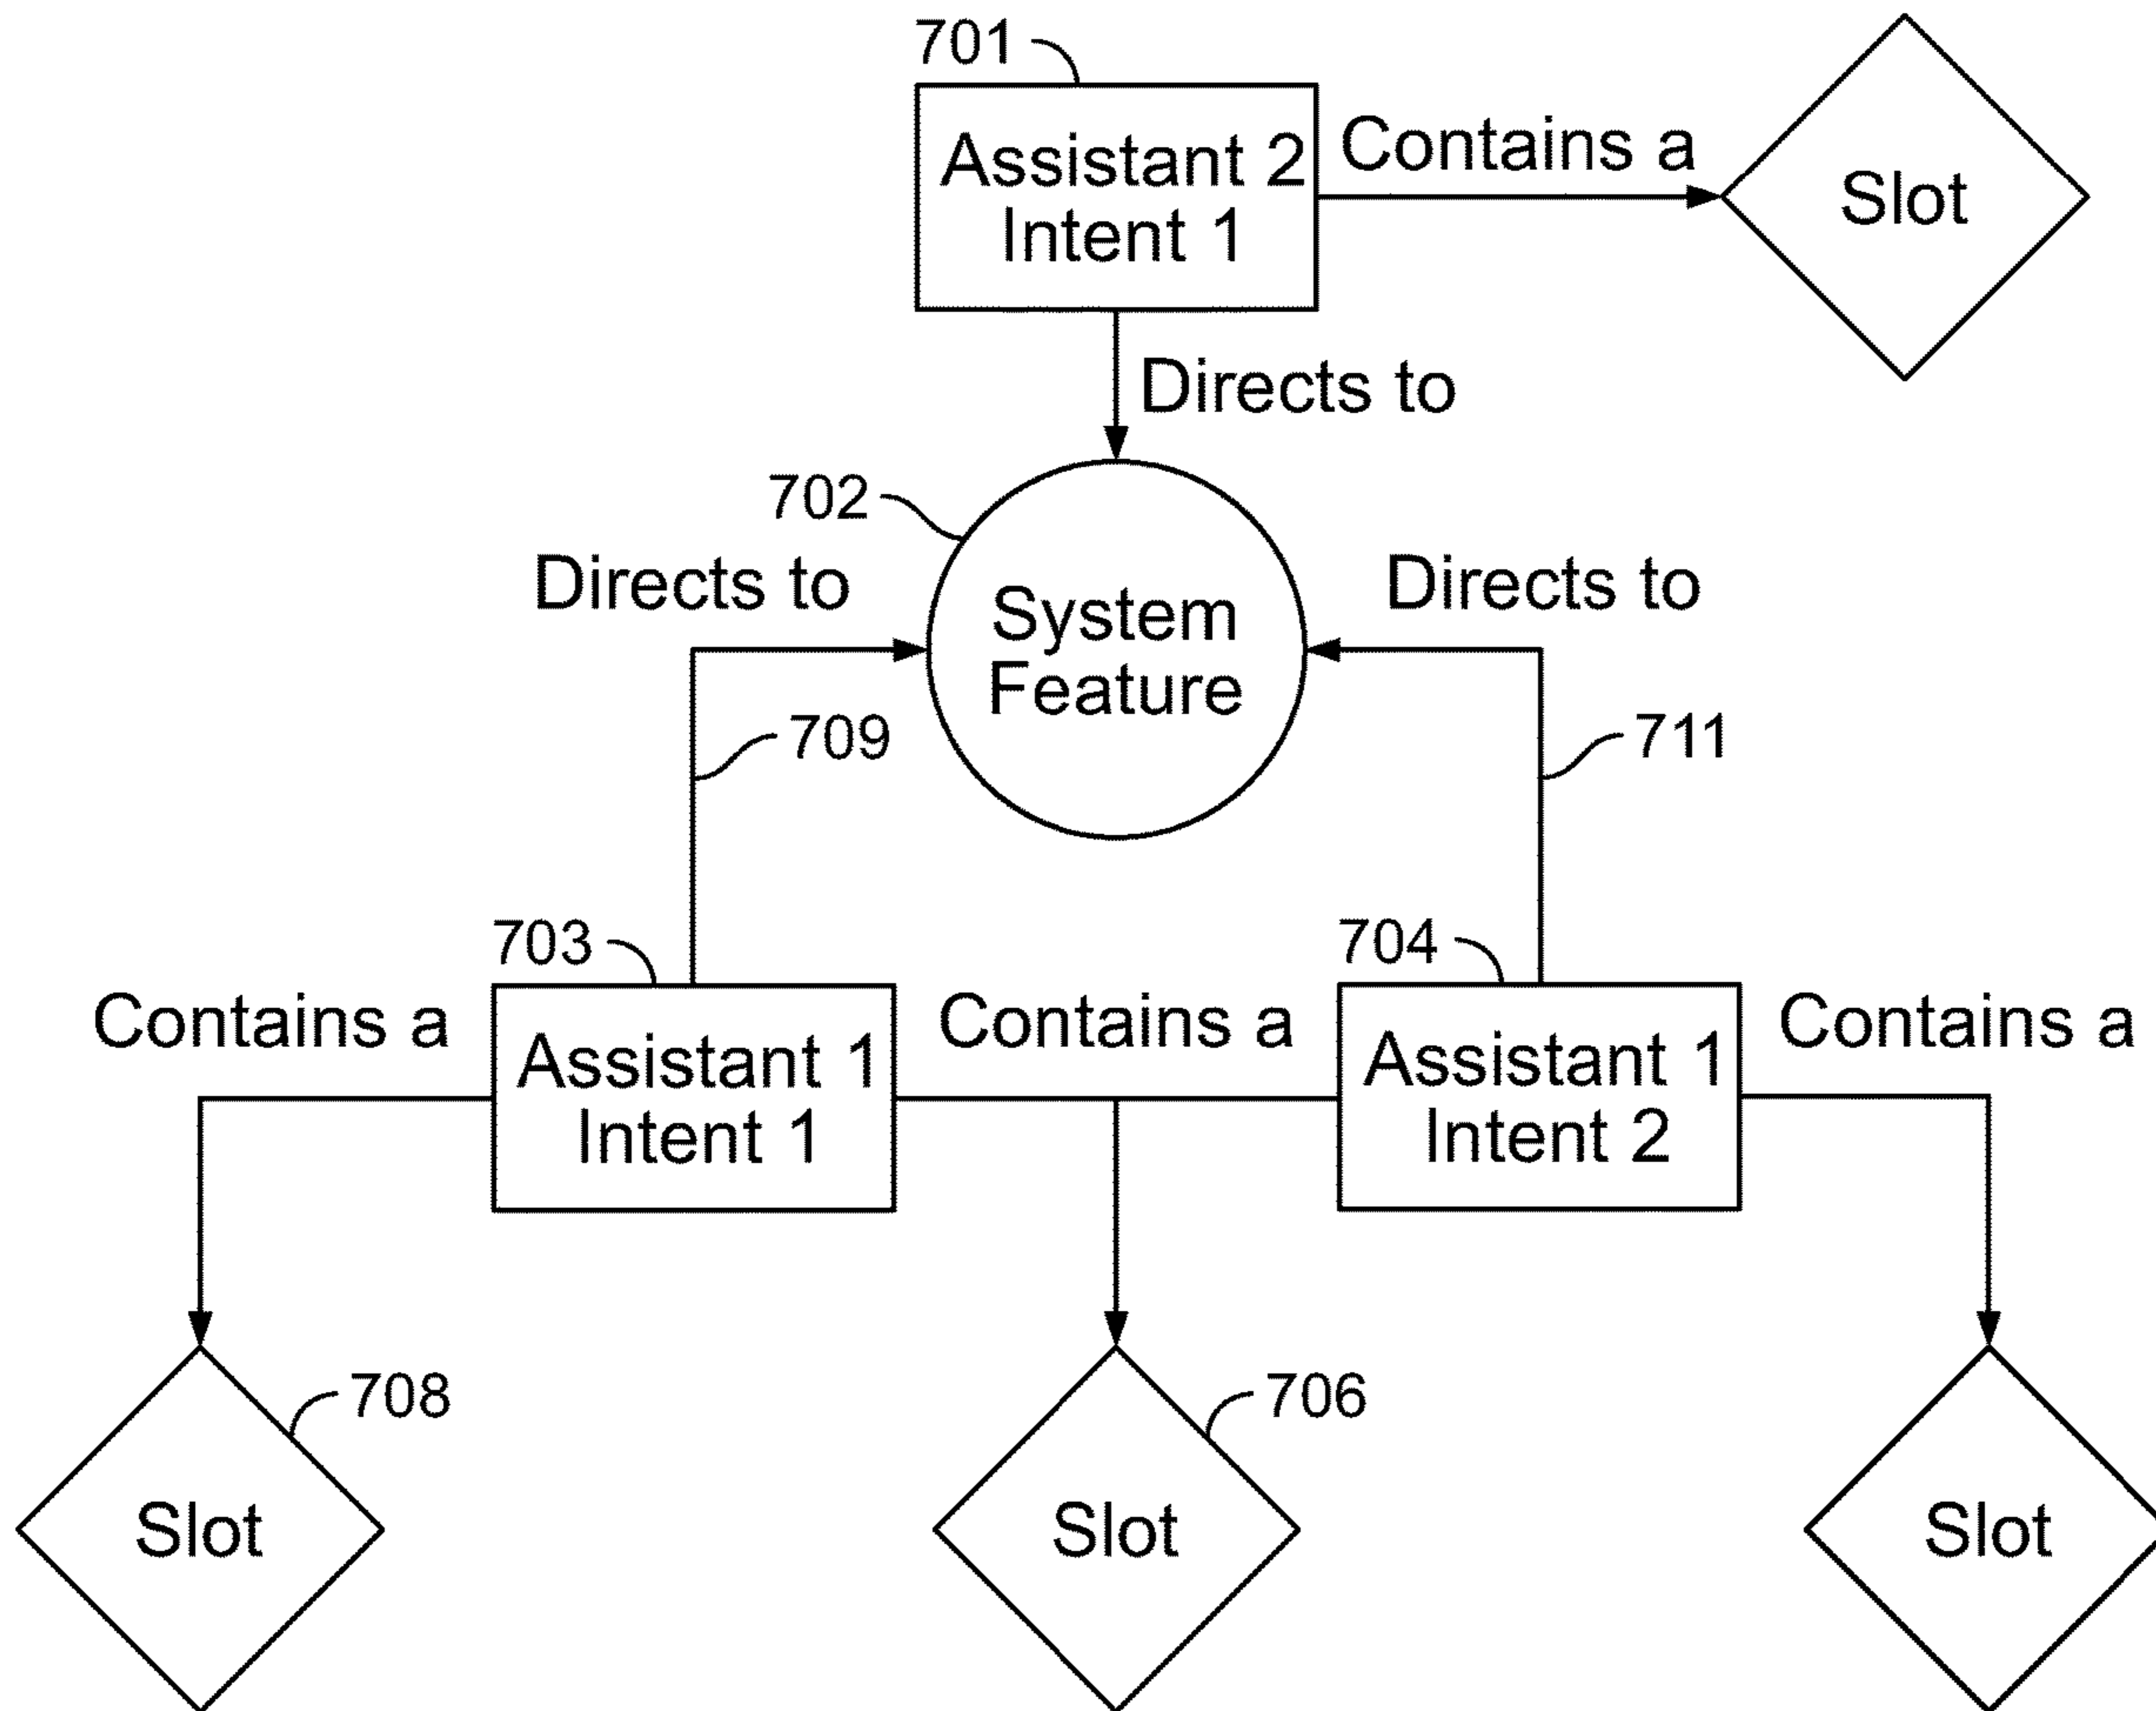 701
Assistant 2
Intent 1
Contains a
Slot
Directs to
702
Directs to
System
Feature
Directs to
709
711
703
704
Contains a
Assistant 1
Intent 1
Contains a
Assistant 1
Intent 2
Contains a
708
706
Slot
Slot
Slot